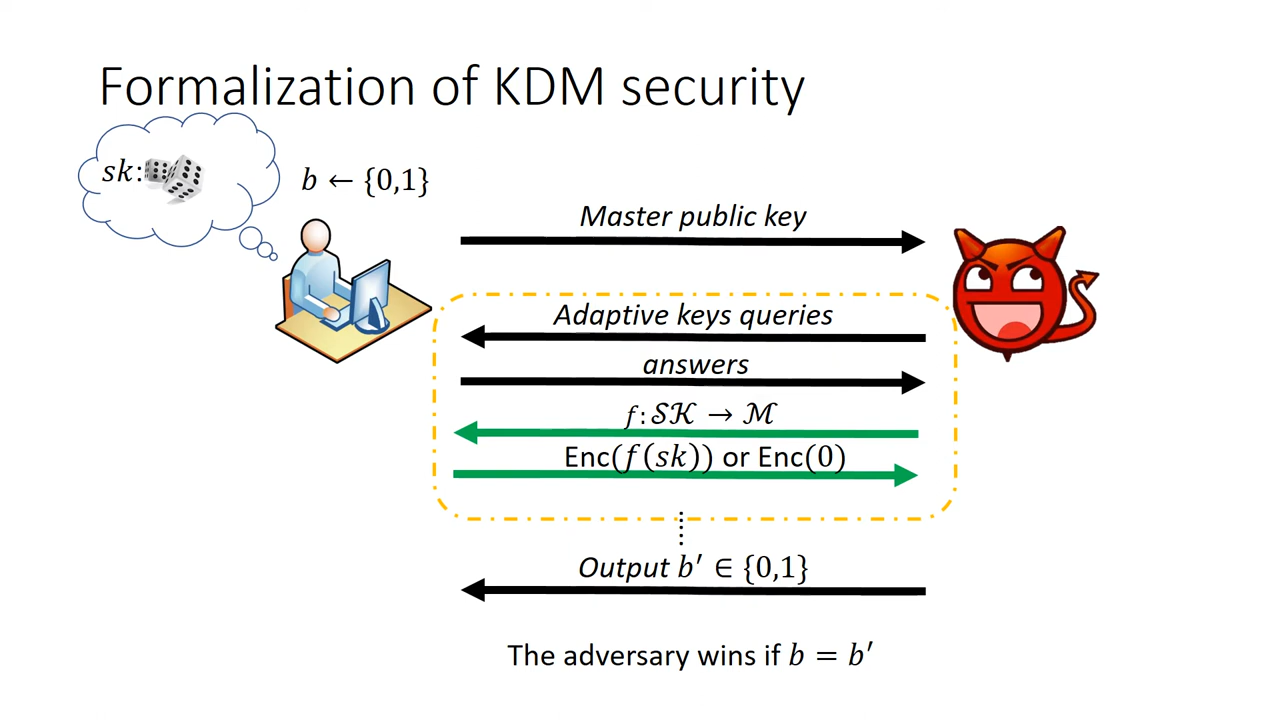 Formalization of KDM security
sk:
b ← {0,1}
Master public key
Adaptive keys queries
answers
f: 𝒮𝒦 → ℳ
Enc(f(sk)) or Enc(0)
Output b′ ∈ {0,1}
The adversary wins if b = b′